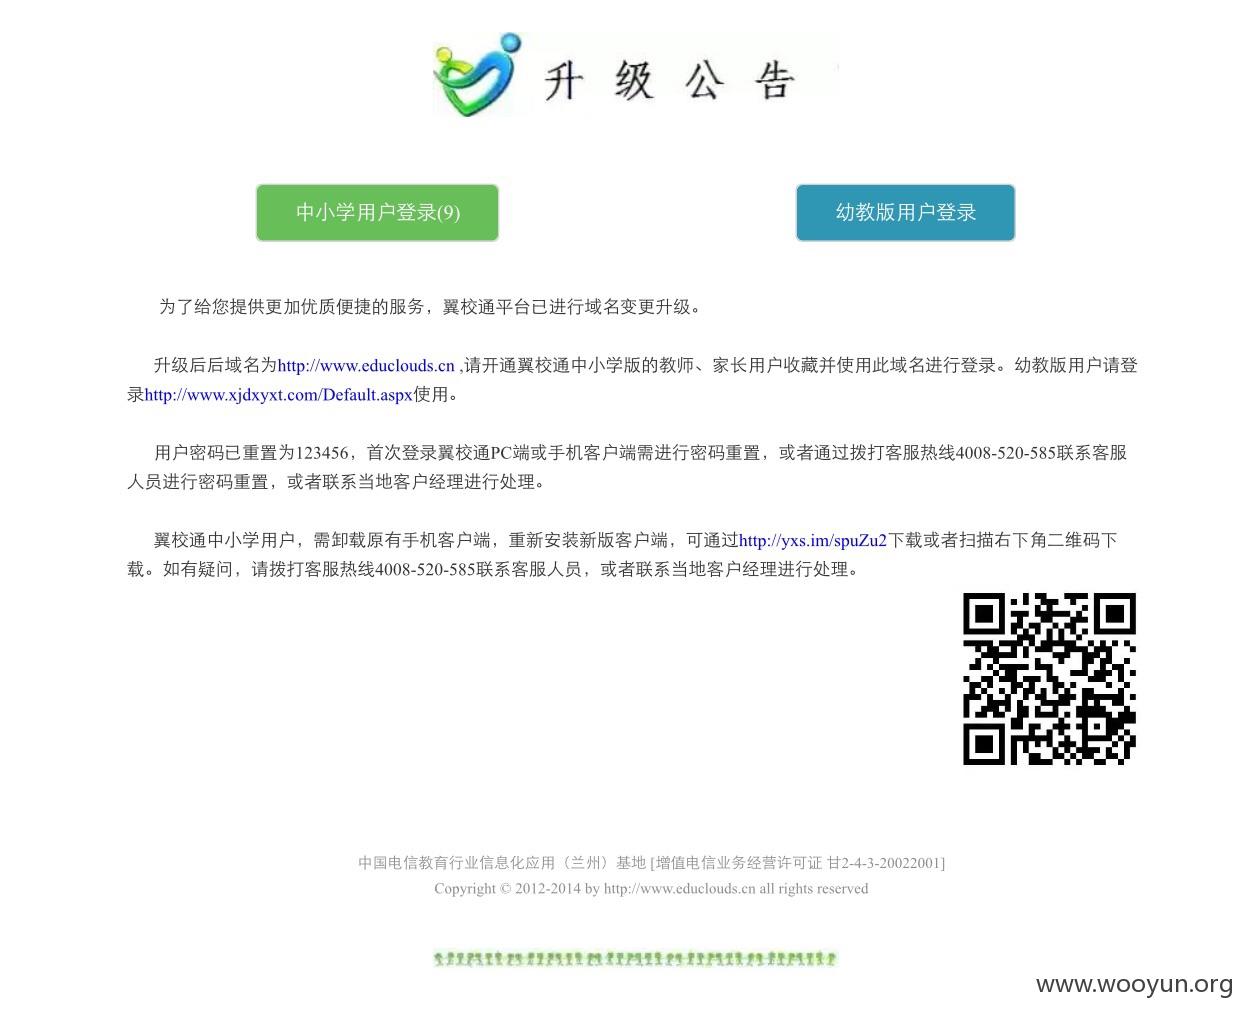 升级公告
中小学用户登录(9)
幼教版用户登录
为了给您提供更加优质便捷的服务，翼校通平台已进行域名变更升级。
升级后后域名为http://www.educlouds.cn ,请开通翼校通中小学版的教师、家长用户收藏并使用此域名进行登录。幼教版用户请登
录http://www.xjdxyxt.com/Default.aspx使用。
用户密码已重置为123456，首次登录翼校通PC端或手机客户端需进行密码重置，或者通过拨打客服热线4008-520-585联系客服
人员进行密码重置，或者联系当地客户经理进行处理。
翼校通中小学用户，需卸载原有手机客户端，重新安装新版客户端，可通过http://yxs.im/spuZu2下载或者扫描右下角二维码下
载。如有疑问，请拨打客服热线4008-520-585联系客服人员，或者联系当地客户经理进行处理。
中国电信教育行业信息化应用（兰州）基地 [增值电信业务经营许可证 甘2-4-3-20022001]
Copyright © 2012-2014 by http://www.educlouds.cn all rights reserved
www.wooyun.org